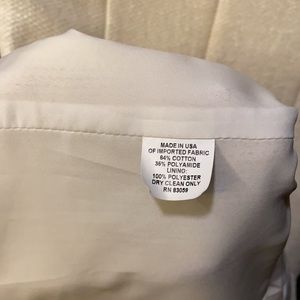 MADE IN USA
OF IMPORTED FABRIC
64% COTTON
36% POLYAMIDE
LINING:
100% POLYESTER
DRY CLEAN ONLY
RN 83059